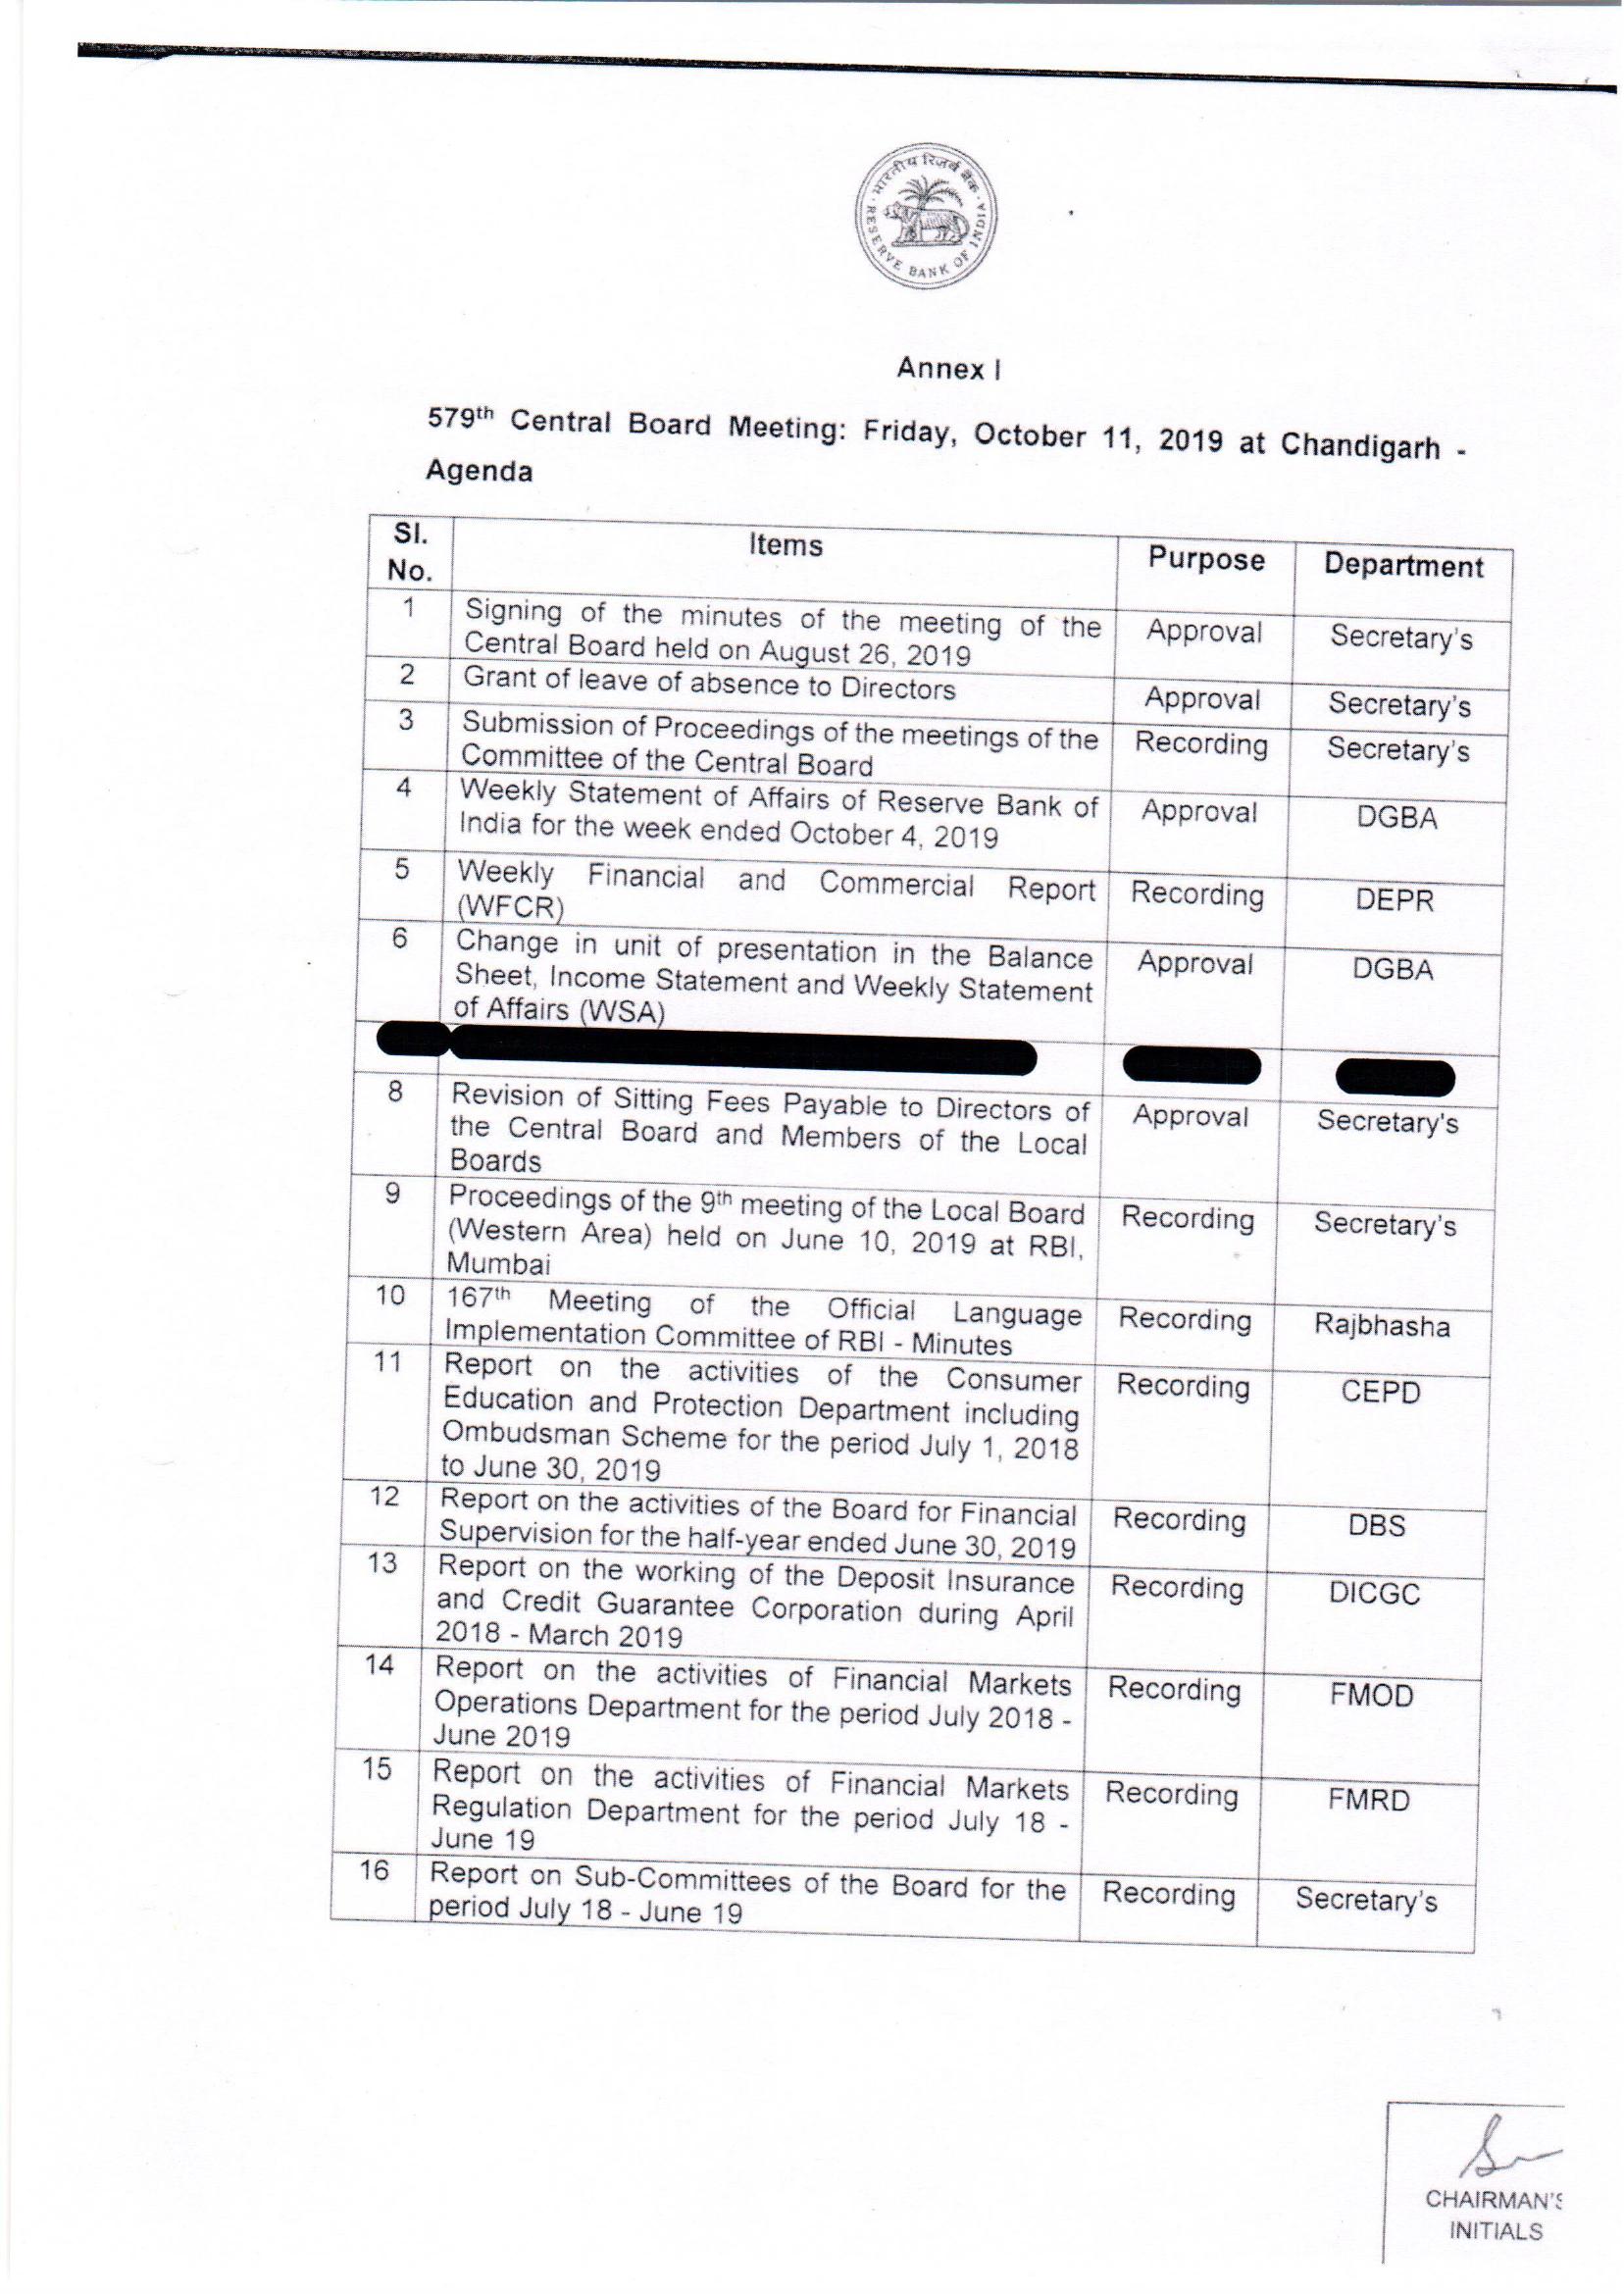 भारतीय रिज़र्व बैंक
RESERVE BANK OF INDIA
Annex I
579th Central Board Meeting: Friday, October 11, 2019 at Chandigarh -
Agenda
Sl.
No.
Items
Purpose
Department
1
Signing of the minutes of the meeting of the
Central Board held on August 26, 2019
Approval
Secretary's
2
Grant of leave of absence to Directors
Approval
Secretary's
3
Submission of Proceedings of the meetings of the
Committee of the Central Board
Recording
Secretary's
4
Weekly Statement of Affairs of Reserve Bank of
India for the week ended October 4, 2019
Approval
DGBA
5
Weekly Financial and Commercial Report
(WFCR)
Recording
DEPR
6
Change in unit of presentation in the Balance
Sheet, Income Statement and Weekly Statement
of Affairs (WSA)
Approval
DGBA
8
Revision of Sitting Fees Payable to Directors of
the Central Board and Members of the Local
Boards
Approval
Secretary's
9
Proceedings of the 9th meeting of the Local Board
(Western Area) held on June 10, 2019 at RBI,
Mumbai
Recording
Secretary's
10
167th Meeting of the Official Language
Implementation Committee of RBI - Minutes
Recording
Rajbhasha
11
Report on the activities of the Consumer
Education and Protection Department including
Ombudsman Scheme for the period July 1, 2018
to June 30, 2019
Recording
CEPD
12
Report on the activities of the Board for Financial
Supervision for the half-year ended June 30, 2019
Recording
DBS
13
Report on the working of the Deposit Insurance
and Credit Guarantee Corporation during April
2018 - March 2019
Recording
DICGC
14
Report on the activities of Financial Markets
Operations Department for the period July 2018 -
June 2019
Recording
FMOD
15
Report on the activities of Financial Markets
Regulation Department for the period July 18 -
June 19
Recording
FMRD
16
Report on Sub-Committees of the Board for the
period July 18 - June 19
Recording
Secretary's
CHAIRMAN'S
INITIALS